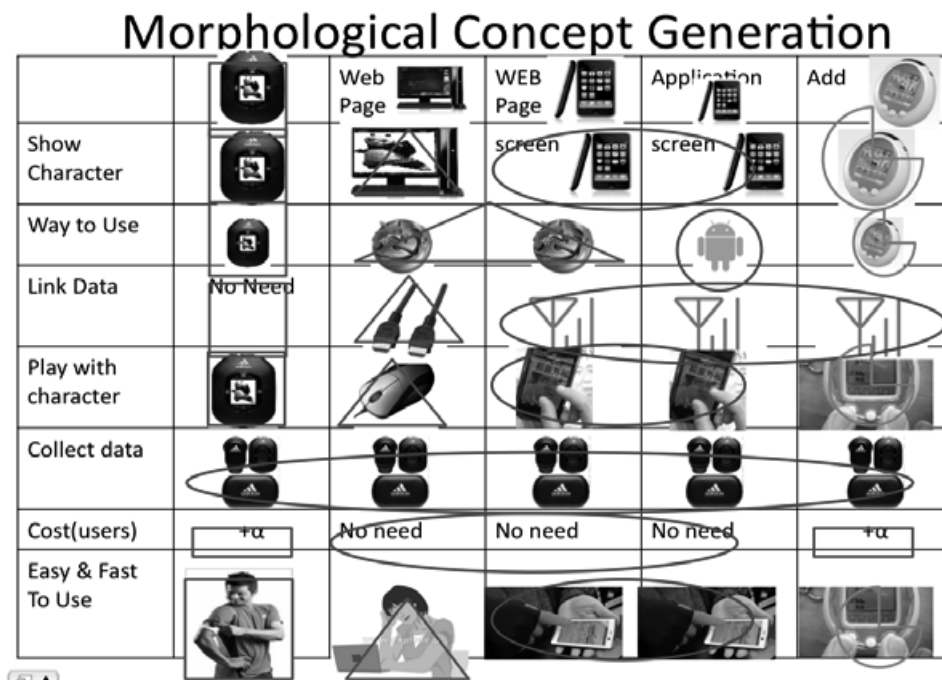 Morphological Concept Generation
Web
Page
WEB
Page
Application
Add
Show
Character
screen
screen
Way to Use
Link Data
No Need
Play with
character
Collect data
Cost(users)
+α
No need
No need
No need
+α
Easy & Fast
To Use